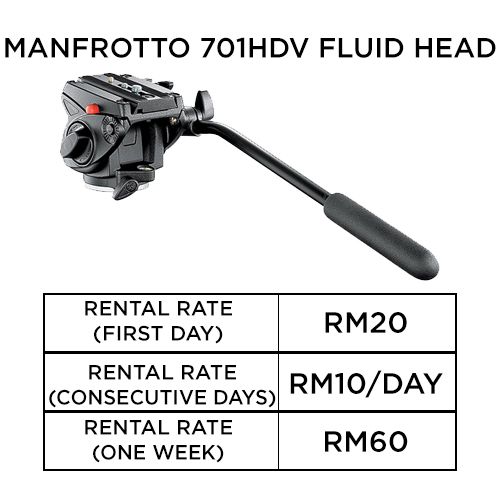 MANFROTTO 701HDV FLUID HEAD
RENTAL RATE
(FIRST DAY)
RM20
RENTAL RATE
(CONSECUTIVE DAYS)
RM10/DAY
RENTAL RATE
(ONE WEEK)
RM60